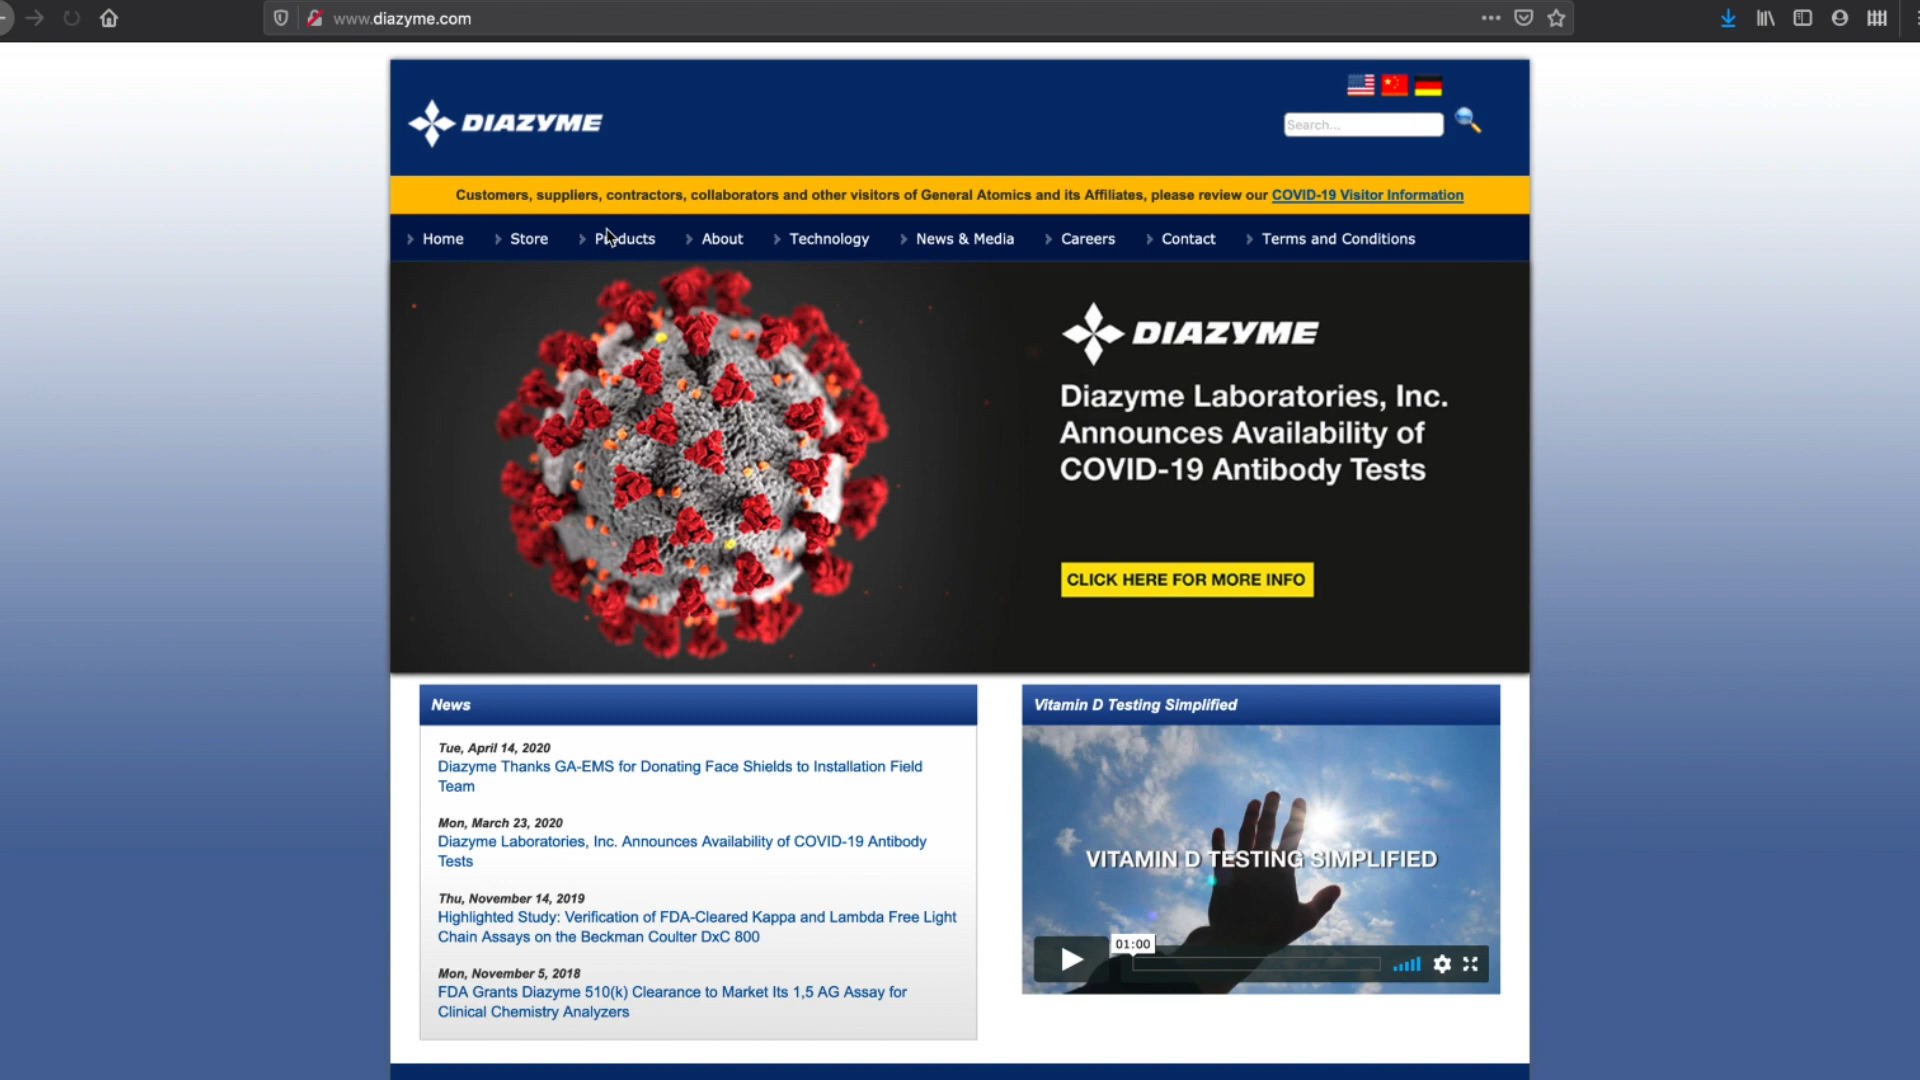 www.diazyme.com
DIAZYME
Search...
Customers, suppliers, contractors, collaborators and other visitors of General Atomics and its Affiliates, please review our COVID-19 Visitor Information
Home Store Products About Technology News & Media Careers Contact Terms and Conditions
DIAZYME
Diazyme Laboratories, Inc.
Announces Availability of
COVID-19 Antibody Tests
CLICK HERE FOR MORE INFO
News
Tue, April 14, 2020
Diazyme Thanks GA-EMS for Donating Face Shields to Installation Field
Team
Mon, March 23, 2020
Diazyme Laboratories, Inc. Announces Availability of COVID-19 Antibody
Tests
Thu, November 14, 2019
Highlighted Study: Verification of FDA-Cleared Kappa and Lambda Free Light
Chain Assays on the Beckman Coulter DxC 800
Mon, November 5, 2018
FDA Grants Diazyme 510(k) Clearance to Market Its 1,5 AG Assay for
Clinical Chemistry Analyzers
Vitamin D Testing Simplified
VITAMIN D TESTING SIMPLIFIED
01:00